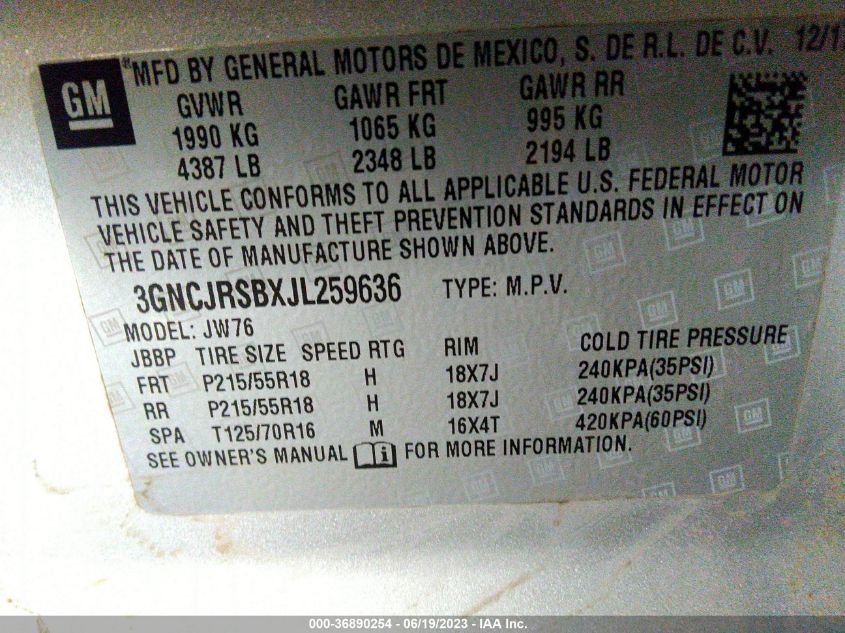 GM
MFD BY GENERAL MOTORS DE MEXICO, S. DE R.L. DE C.V. 12/17
GVWR GAWR FRT GAWR RR
1990 KG 1065 KG 995 KG
4387 LB 2348 LB 2194 LB
THIS VEHICLE CONFORMS TO ALL APPLICABLE U.S. FEDERAL MOTOR
VEHICLE SAFETY AND THEFT PREVENTION STANDARDS IN EFFECT ON
THE DATE OF MANUFACTURE SHOWN ABOVE.
3GNCJRSBXJL259636 TYPE: M.P.V.
MODEL: JW76
JBBP TIRE SIZE SPEED RTG RIM COLD TIRE PRESSURE
FRT P215/55R18 H 18X7J 240KPA(35PSI)
RR P215/55R18 H 18X7J 240KPA(35PSI)
SPA T125/70R16 M 16X4T 420KPA(60PSI)
SEE OWNER'S MANUAL FOR MORE INFORMATION.
000-36890254 - 06/19/2023 - IAA Inc.